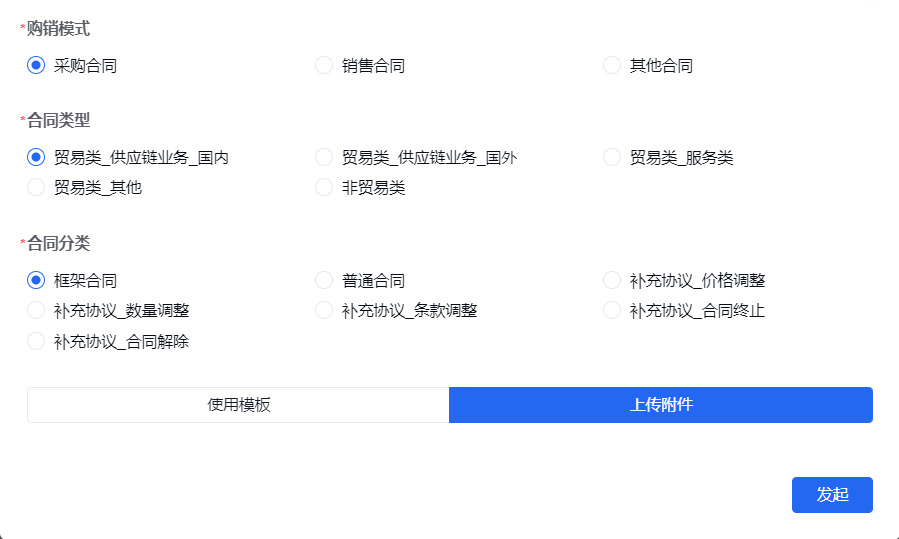 *购销模式
采购合同 销售合同 其他合同
*合同类型
贸易类_供应链业务_国内 贸易类_供应链业务_国外 贸易类_服务类
贸易类_其他 非贸易类
*合同分类
框架合同 普通合同 补充协议_价格调整
补充协议_数量调整 补充协议_条款调整 补充协议_合同终止
补充协议_合同解除
使用模板 上传附件
发起